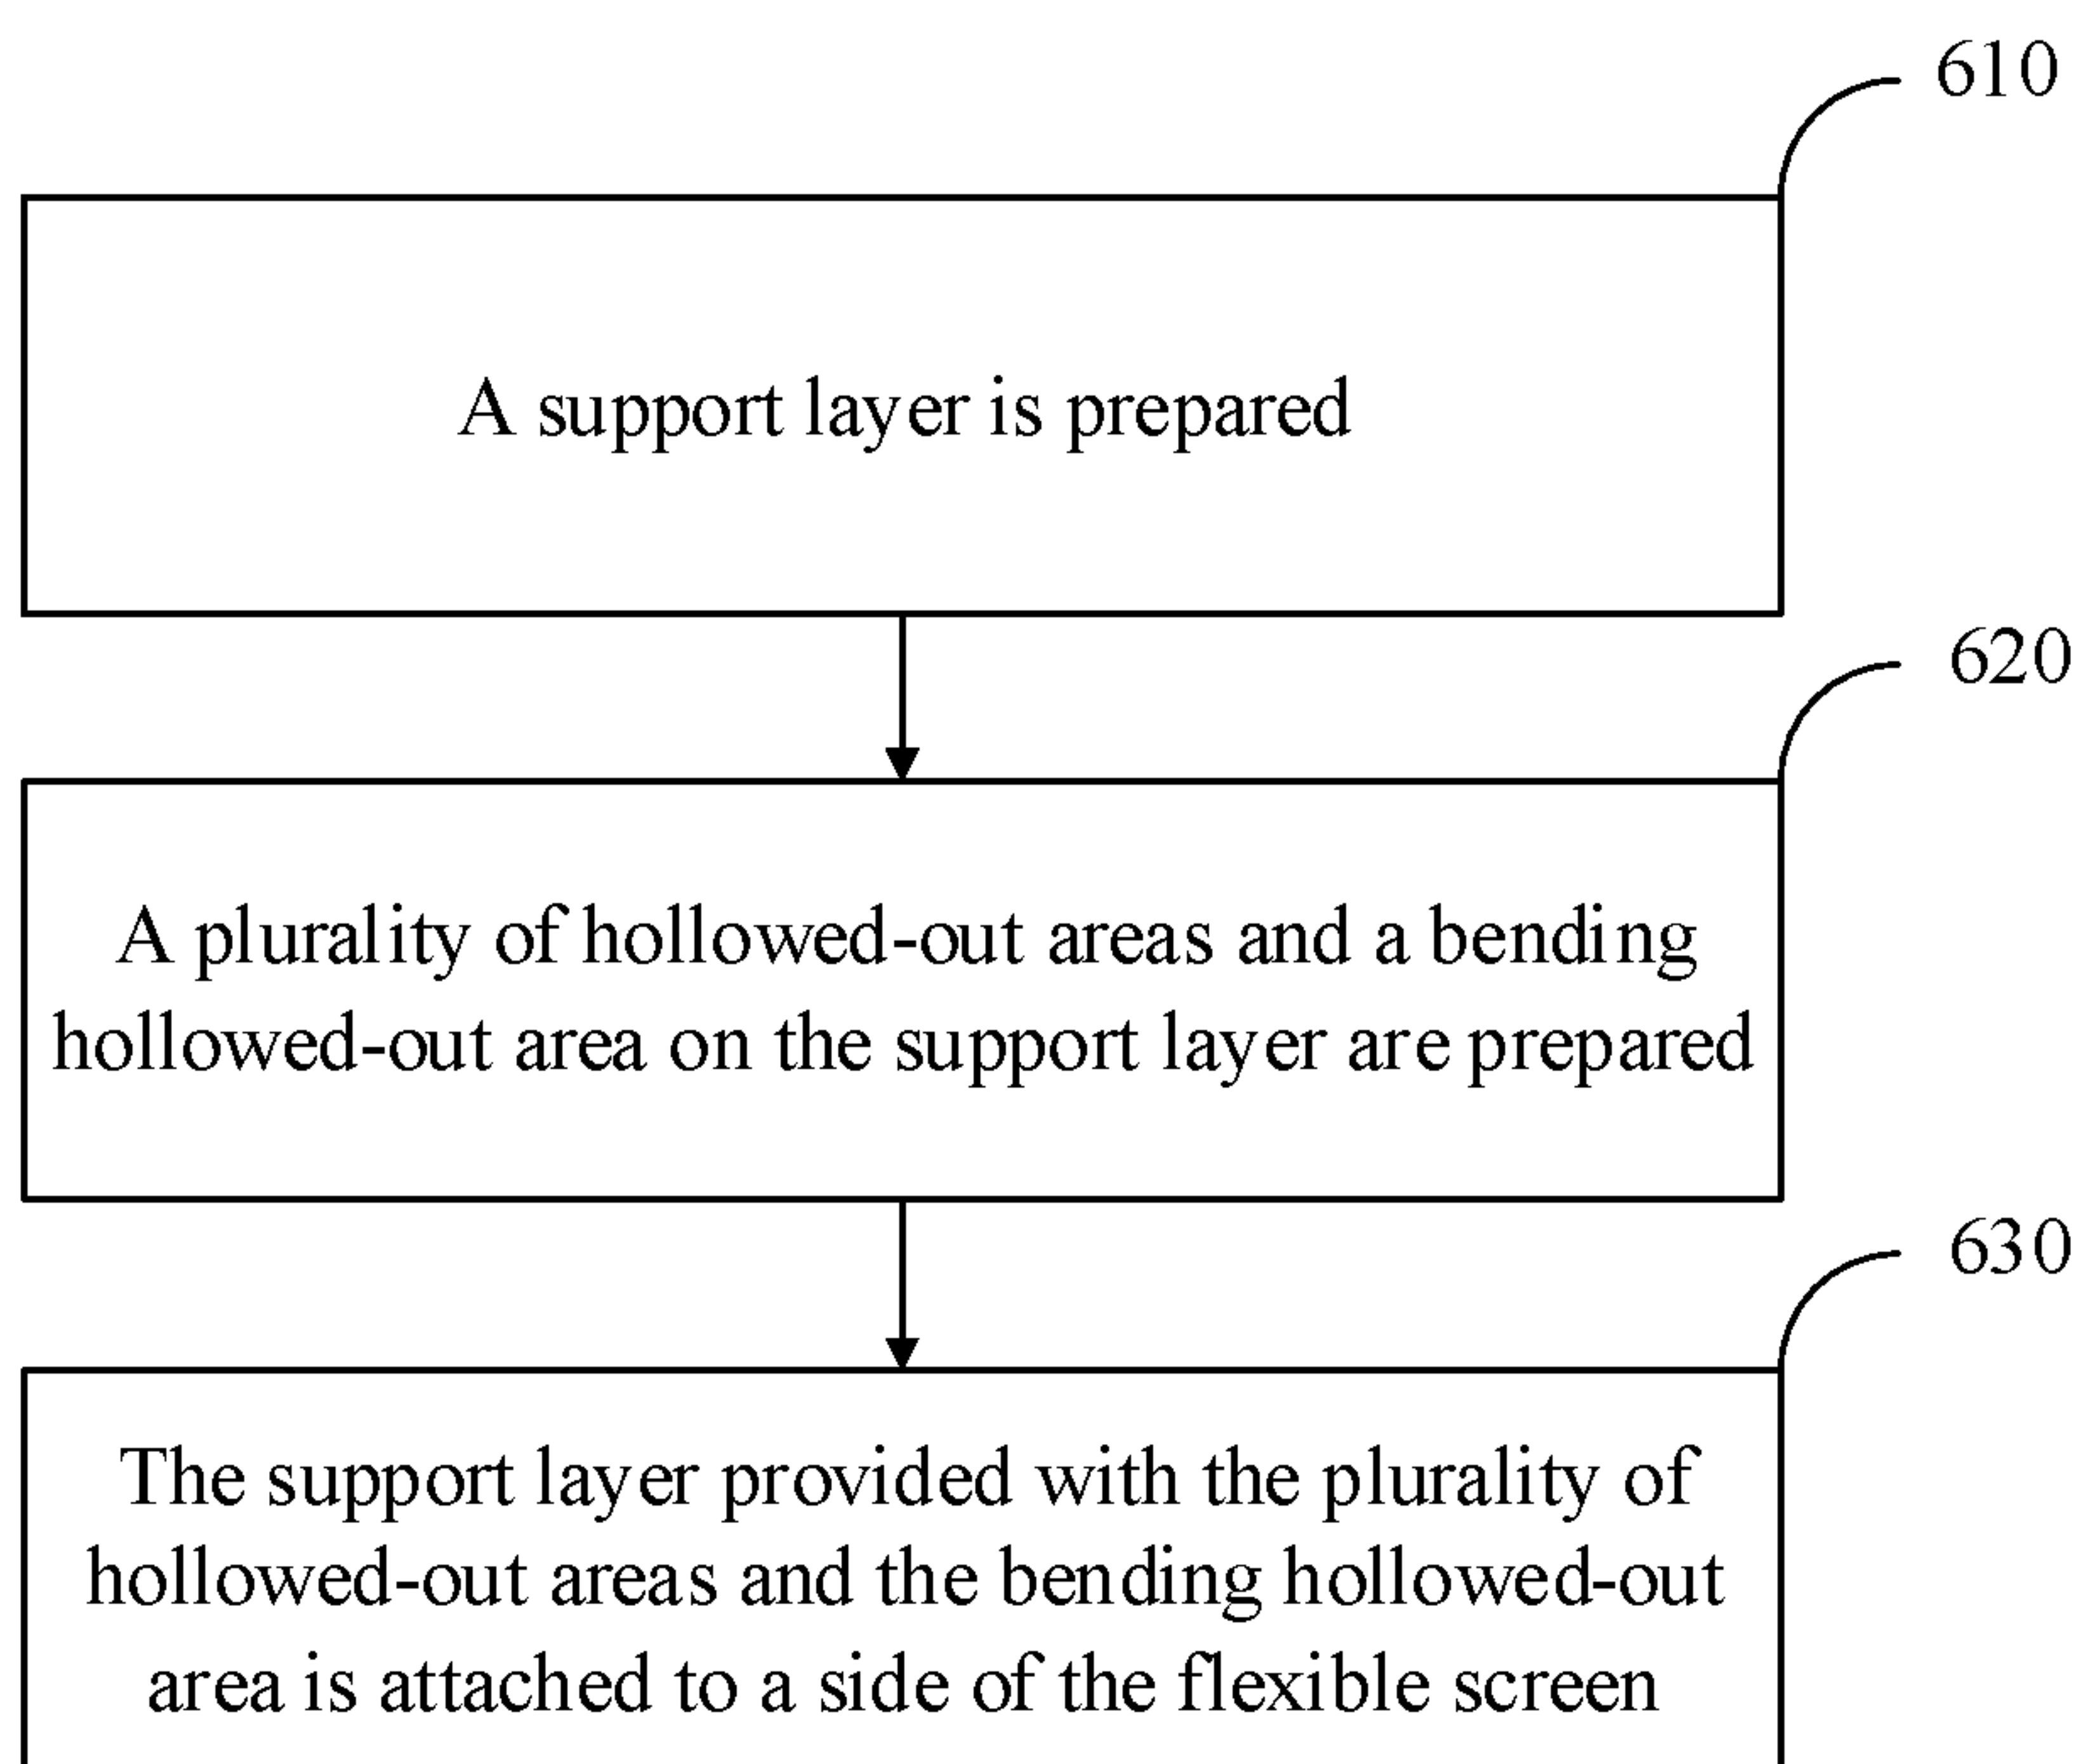 610
A support layer is prepared
620
A plurality of hollowed-out areas and a bending
hollowed-out area on the support layer are prepared
630
The support layer provided with the plurality of
hollowed-out areas and the bending hollowed-out
area is attached to a side of the flexible screen